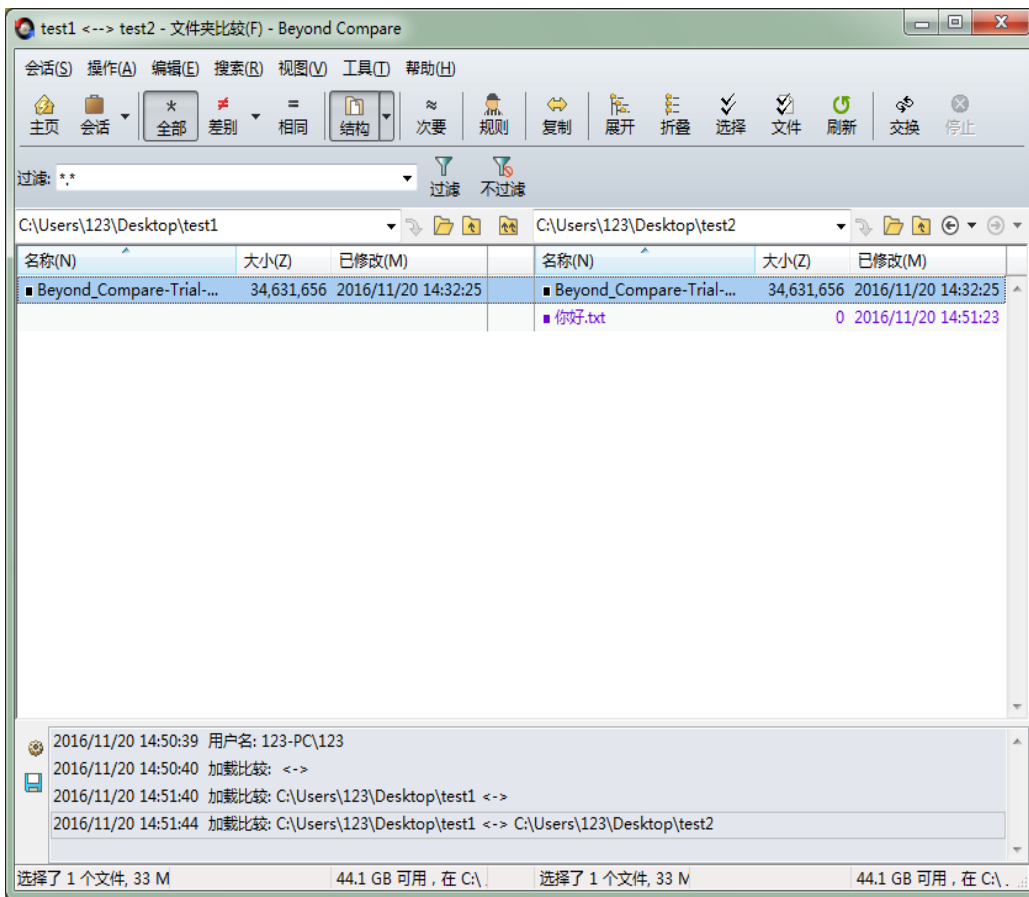 test1 <--> test2 - 文件夹比较(F) - Beyond Compare
会话(S) 操作(A) 编辑(E) 搜索(R) 视图(V) 工具(T) 帮助(H)
主页 会话 * 全部 ≠ 差别 = 相同 结构 ≈ 次要 规则 复制 展开 折叠 选择 文件 刷新 交换 停止
过滤: *.* 过滤 不过滤
C:\Users\123\Desktop\test1 C:\Users\123\Desktop\test2
名称(N) 大小(Z) 已修改(M) 名称(N) 大小(Z) 已修改(M)
Beyond_Compare-Trial-... 34,631,656 2016/11/20 14:32:25 Beyond_Compare-Trial-... 34,631,656 2016/11/20 14:32:25
你好.txt 0 2016/11/20 14:51:23
2016/11/20 14:50:39 用户名: 123-PC\123
2016/11/20 14:50:40 加载比较: <->
2016/11/20 14:51:40 加载比较: C:\Users\123\Desktop\test1 <->
2016/11/20 14:51:44 加载比较: C:\Users\123\Desktop\test1 <-> C:\Users\123\Desktop\test2
选择了 1 个文件, 33 M 44.1 GB 可用，在 C:\ 选择了 1 个文件, 33 M 44.1 GB 可用，在 C:\ .